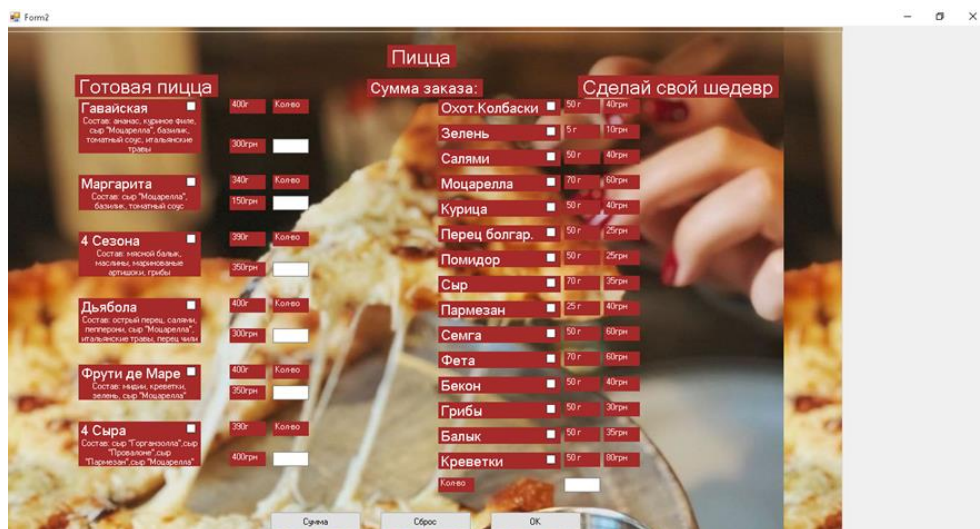 Form2
Пицца
Готовая пицца
Сумма заказа:
Сделай свой шедевр
Гавайская
400г Кол-во
Состав: ананас, куриное филе,
сыр "Моцарелла", базилик,
томатный соус, итальянские
травы
300грн
Маргарита
340г Кол-во
Состав: сыр "Моцарелла",
базилик, томатный соус
150грн
4 Сезона
390г Кол-во
Состав: мясной балык,
маслины, маринованые
артишоки, грибы
350грн
Дьябола
400г Кол-во
Состав: острый перец, салями,
пепперони, сыр "Моцарелла",
итальянские травы, перец чили
300грн
Фрути де Маре
400г Кол-во
Состав: мидии, креветки,
зелень, сыр "Моцарелла"
350грн
4 Сыра
390г Кол-во
Состав: сыр "Горганзолла",сыр
"Провалоне",сыр
"Пармезан",сыр "Моцарелла"
400грн
Охот.Колбаски 50 г 40грн
Зелень 5 г 10грн
Салями 50 г 40грн
Моцарелла 70 г 60грн
Курица 50 г 40грн
Перец болгар. 50 г 25грн
Помидор 50 г 25грн
Сыр 70 г 35грн
Пармезан 25 г 40грн
Семга 50 г 60грн
Фета 70 г 60грн
Бекон 50 г 40грн
Грибы 50 г 30грн
Балык 50 г 35грн
Креветки 50 г 80грн
Кол-во
Сумма
Сброс
OK